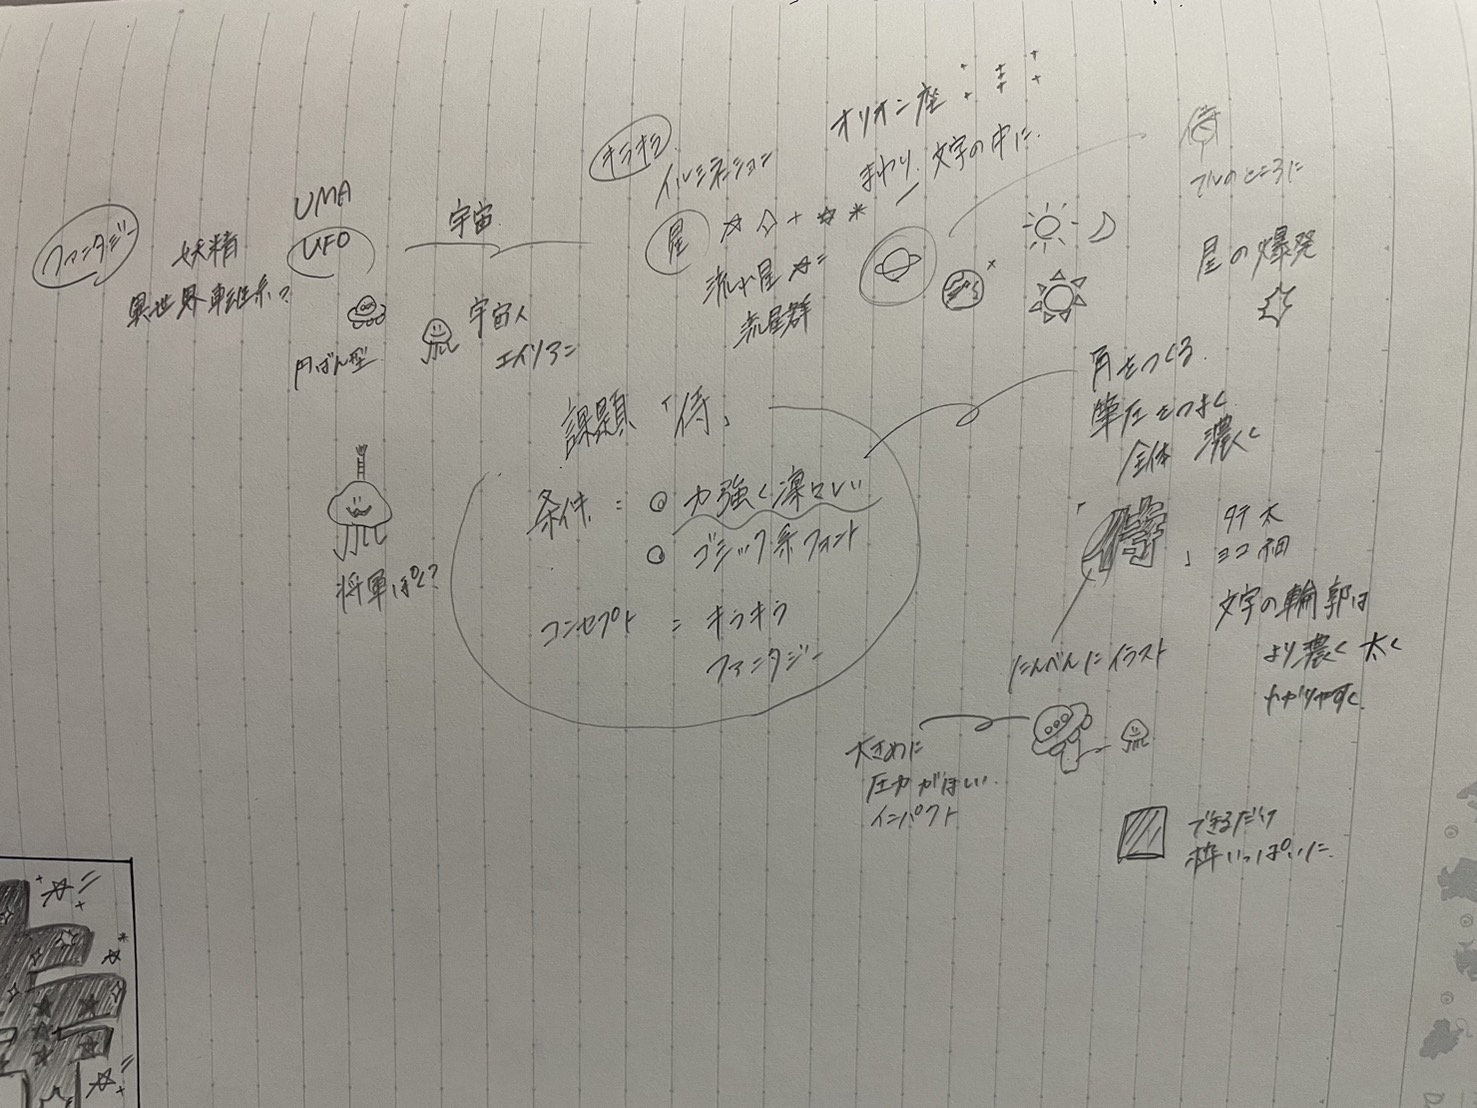 ファンタジー
妖精
異世界転生系?
UMA
UFO
円ばん型
宇宙
宇宙人
エイリアン
将軍ぽく?
キラキラ
イルミネーション
星
流れ星
流星群
オリオン座
まわり、文字の中に
侍
てんのところに
星の爆発
課題「侍」
条件:
力強く凛々しい
ゴシック系フォント
コンセプト = キラキラ
ファンタジー
角をつくる
筆圧をつよく
全体 濃く
「侍」
タテ 太
ヨコ 細
文字の輪郭は
より濃く太く
わかりやすく
にんべんにイラスト
大きめに
圧力がほしい
インパクト
できるだけ
枠いっぱいに